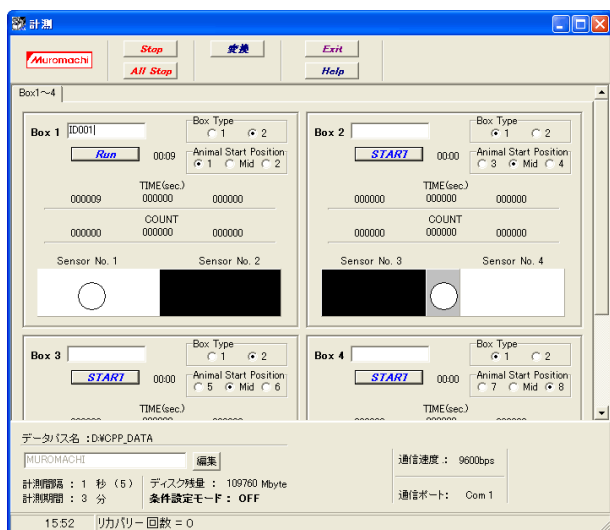 計測
Muromachi
Stop
All Stop
変換
Exit
Help
Box1～4
Box 1 ID001
Box Type
1 2
Run 00:09
Animal Start Position
1 Mid 2
TIME(sec.)
000009 000000 000000
COUNT
000000 000000 000000
Sensor No. 1 Sensor No. 2
Box 2
Box Type
1 2
START 00:00
Animal Start Position
3 Mid 4
TIME(sec.)
000000 000000 000000
COUNT
000000 000000 000000
Sensor No. 3 Sensor No. 4
Box 3
Box Type
1 2
START 00:00
Animal Start Position
5 Mid 6
TIME(sec.)
Box 4
Box Type
1 2
START 00:00
Animal Start Position
7 Mid 8
TIME(sec.)
データパス名 :D:¥CPP_DATA
MUROMACHI 編集
計測間隔 : 1 秒 (5) ディスク残量 : 109760 Mbyte
計測期間 : 3 分 条件設定モード : OFF
通信速度 : 9600bps
通信ポート: Com 1
15:52 リカバリー回数 = 0